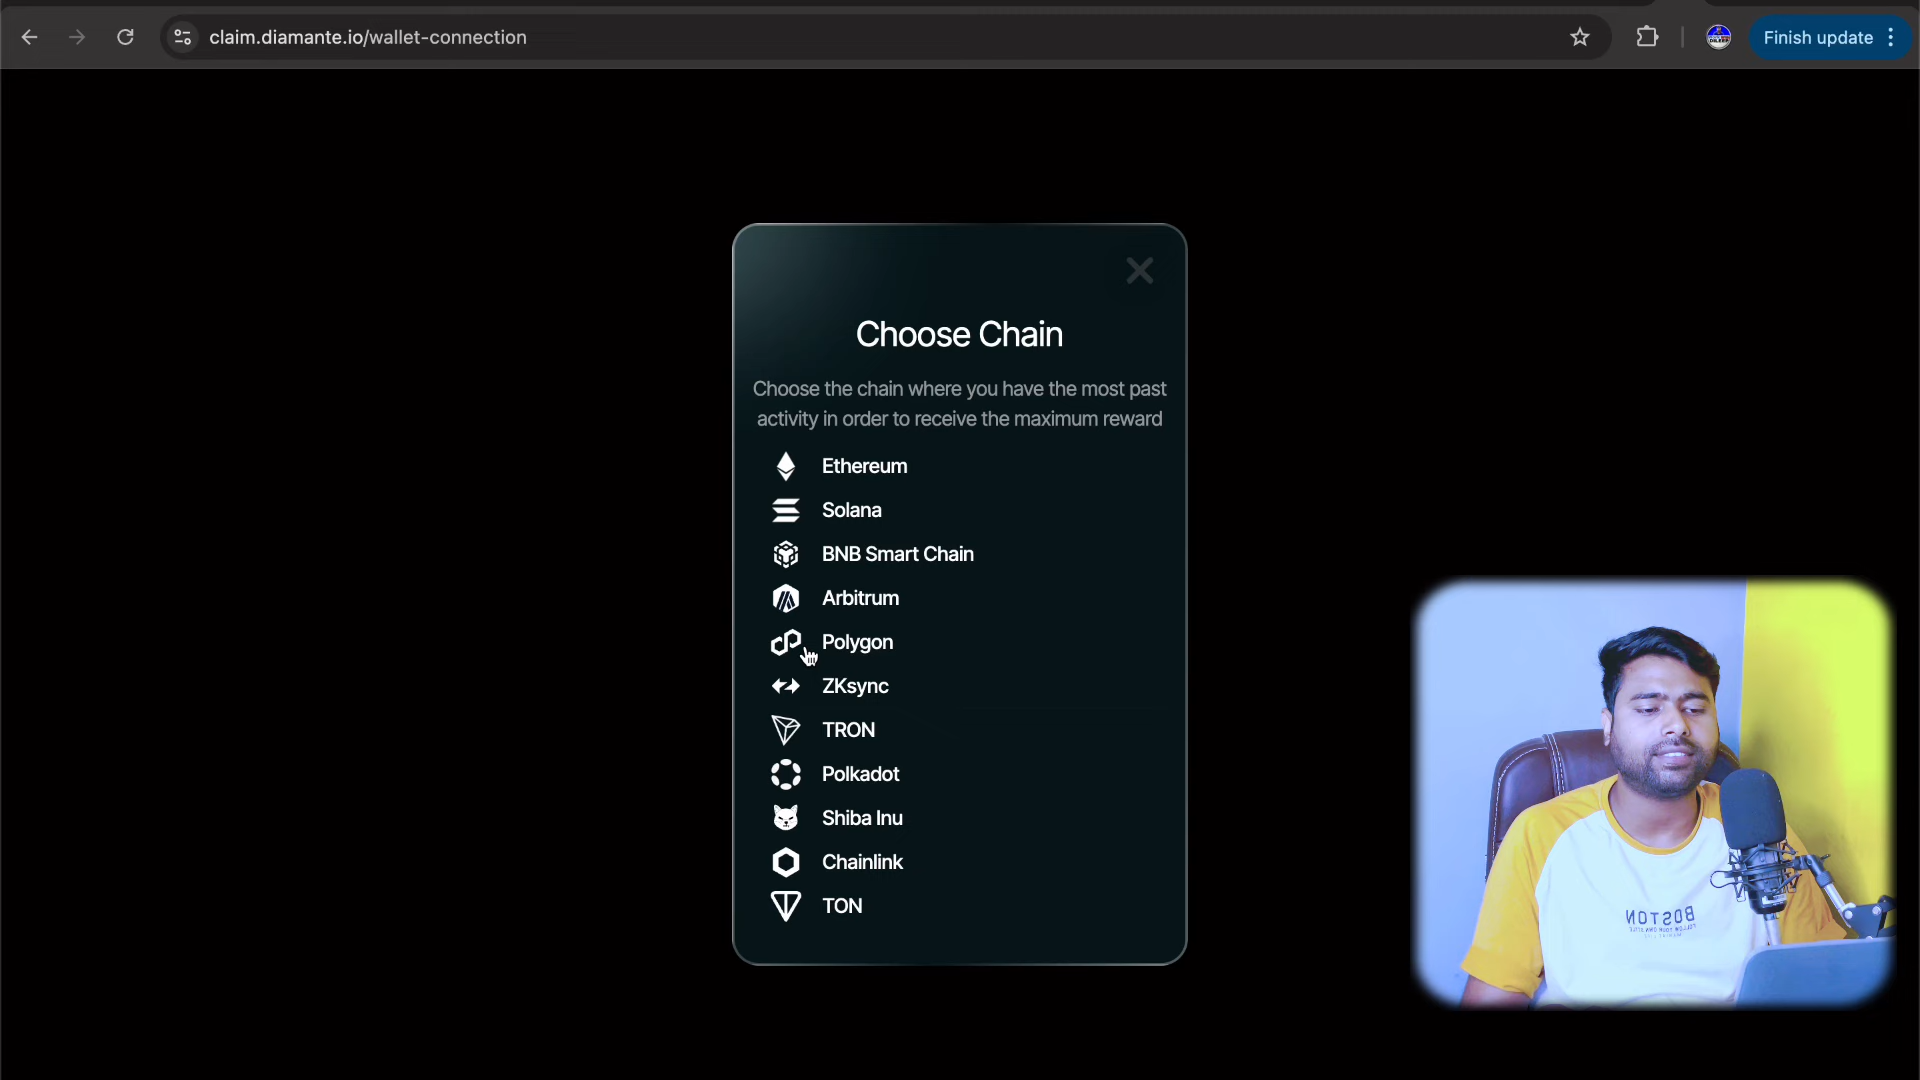 claim.diamante.io/wallet-connection
Finish update
Choose Chain
Choose the chain where you have the most past
activity in order to receive the maximum reward
Ethereum
Solana
BNB Smart Chain
Arbitrum
Polygon
ZKsync
TRON
Polkadot
Shiba Inu
Chainlink
TON
BOSTON